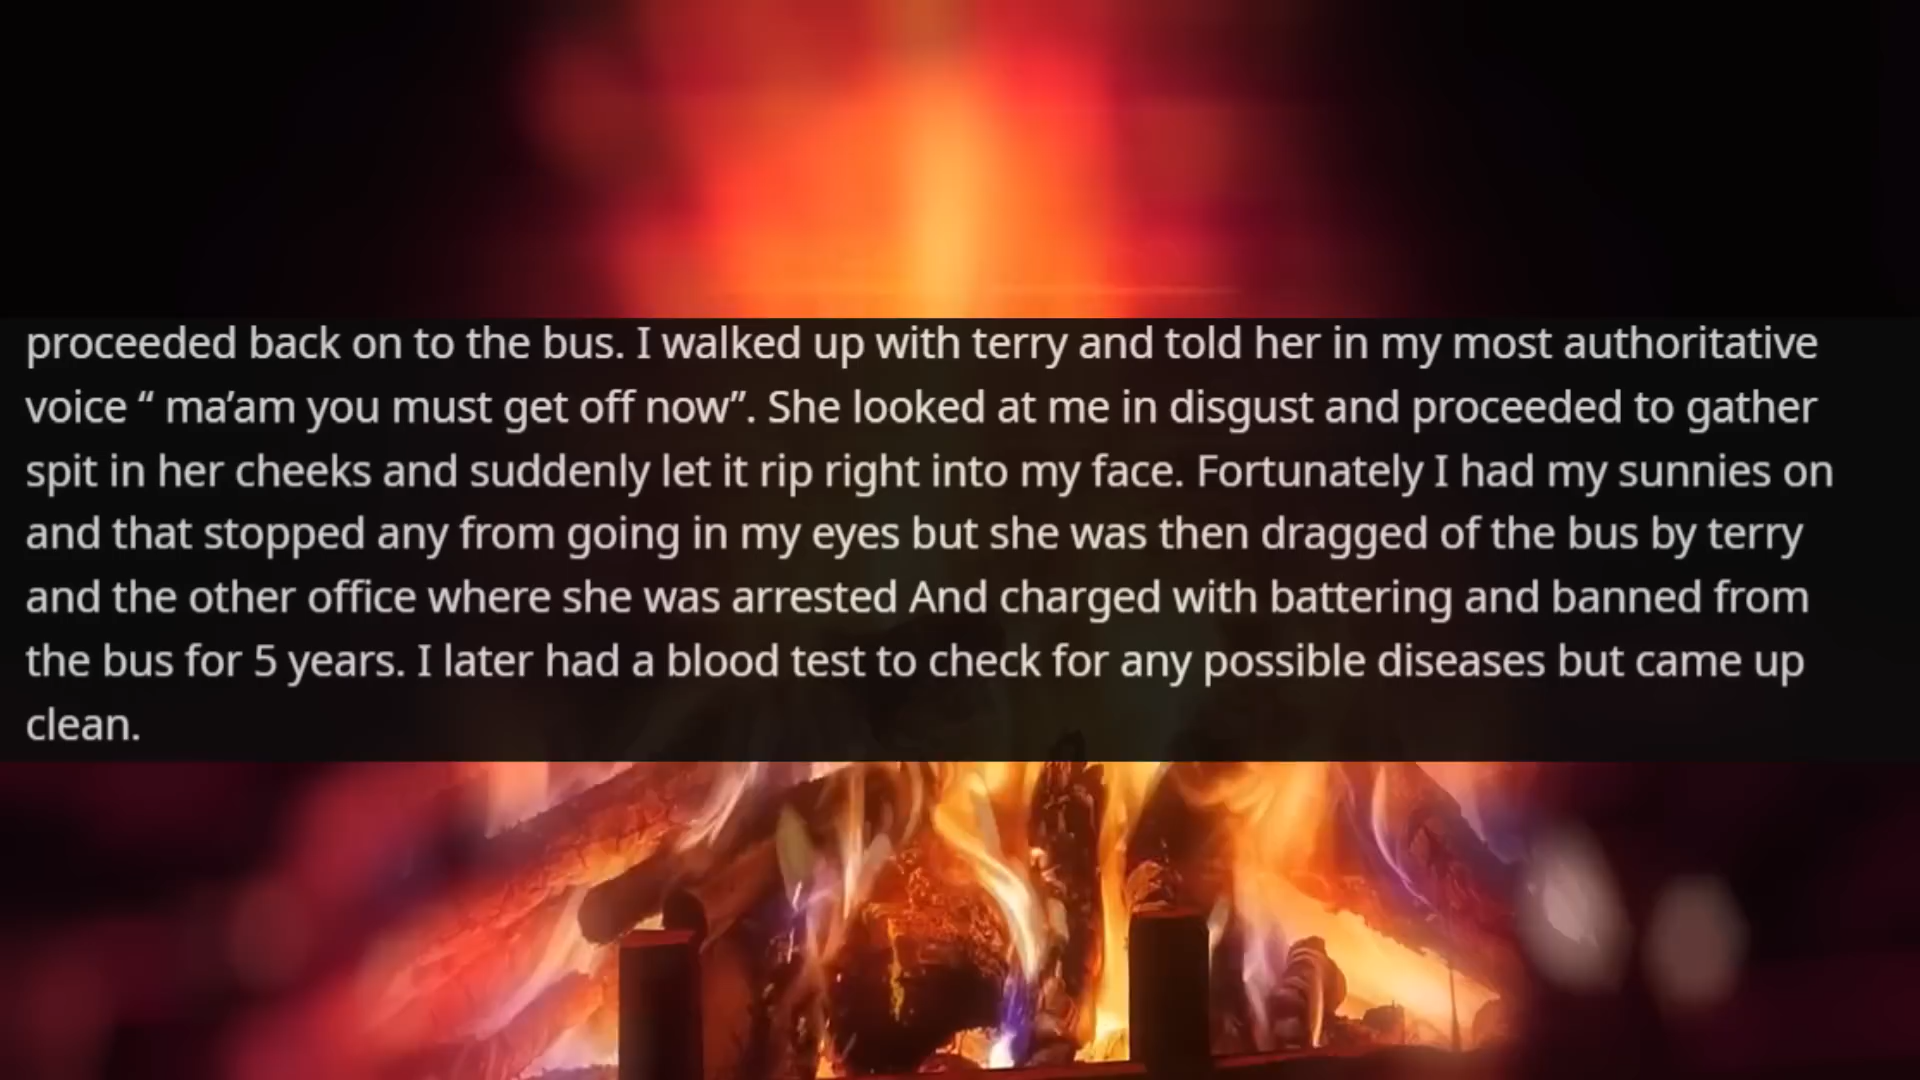 proceeded back on to the bus. I walked up with terry and told her in my most authoritative
voice “ ma’am you must get off now”. She looked at me in disgust and proceeded to gather
spit in her cheeks and suddenly let it rip right into my face. Fortunately I had my sunnies on
and that stopped any from going in my eyes but she was then dragged of the bus by terry
and the other office where she was arrested And charged with battering and banned from
the bus for 5 years. I later had a blood test to check for any possible diseases but came up
clean.